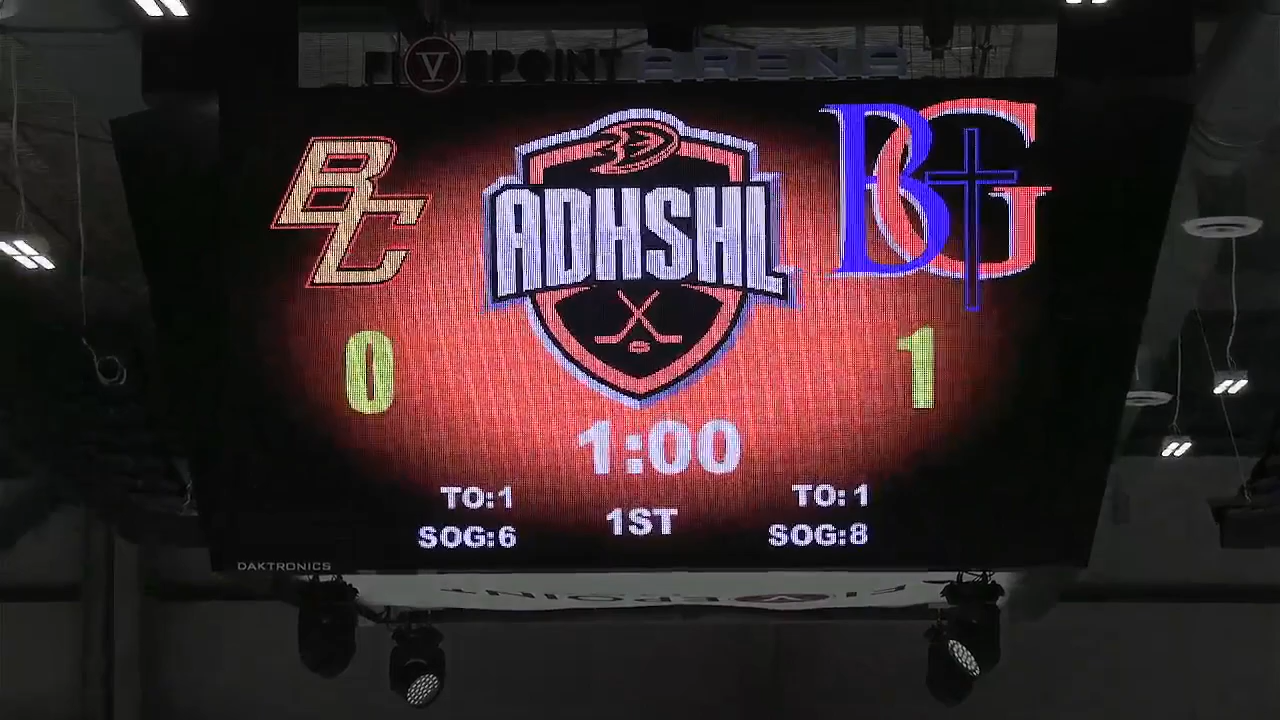 FIVEPOINT ARENA
BC
ADHSHL
BG
0
1
1:00
TO:1
1ST
TO:1
SOG:6
SOG:8
DAKTRONICS